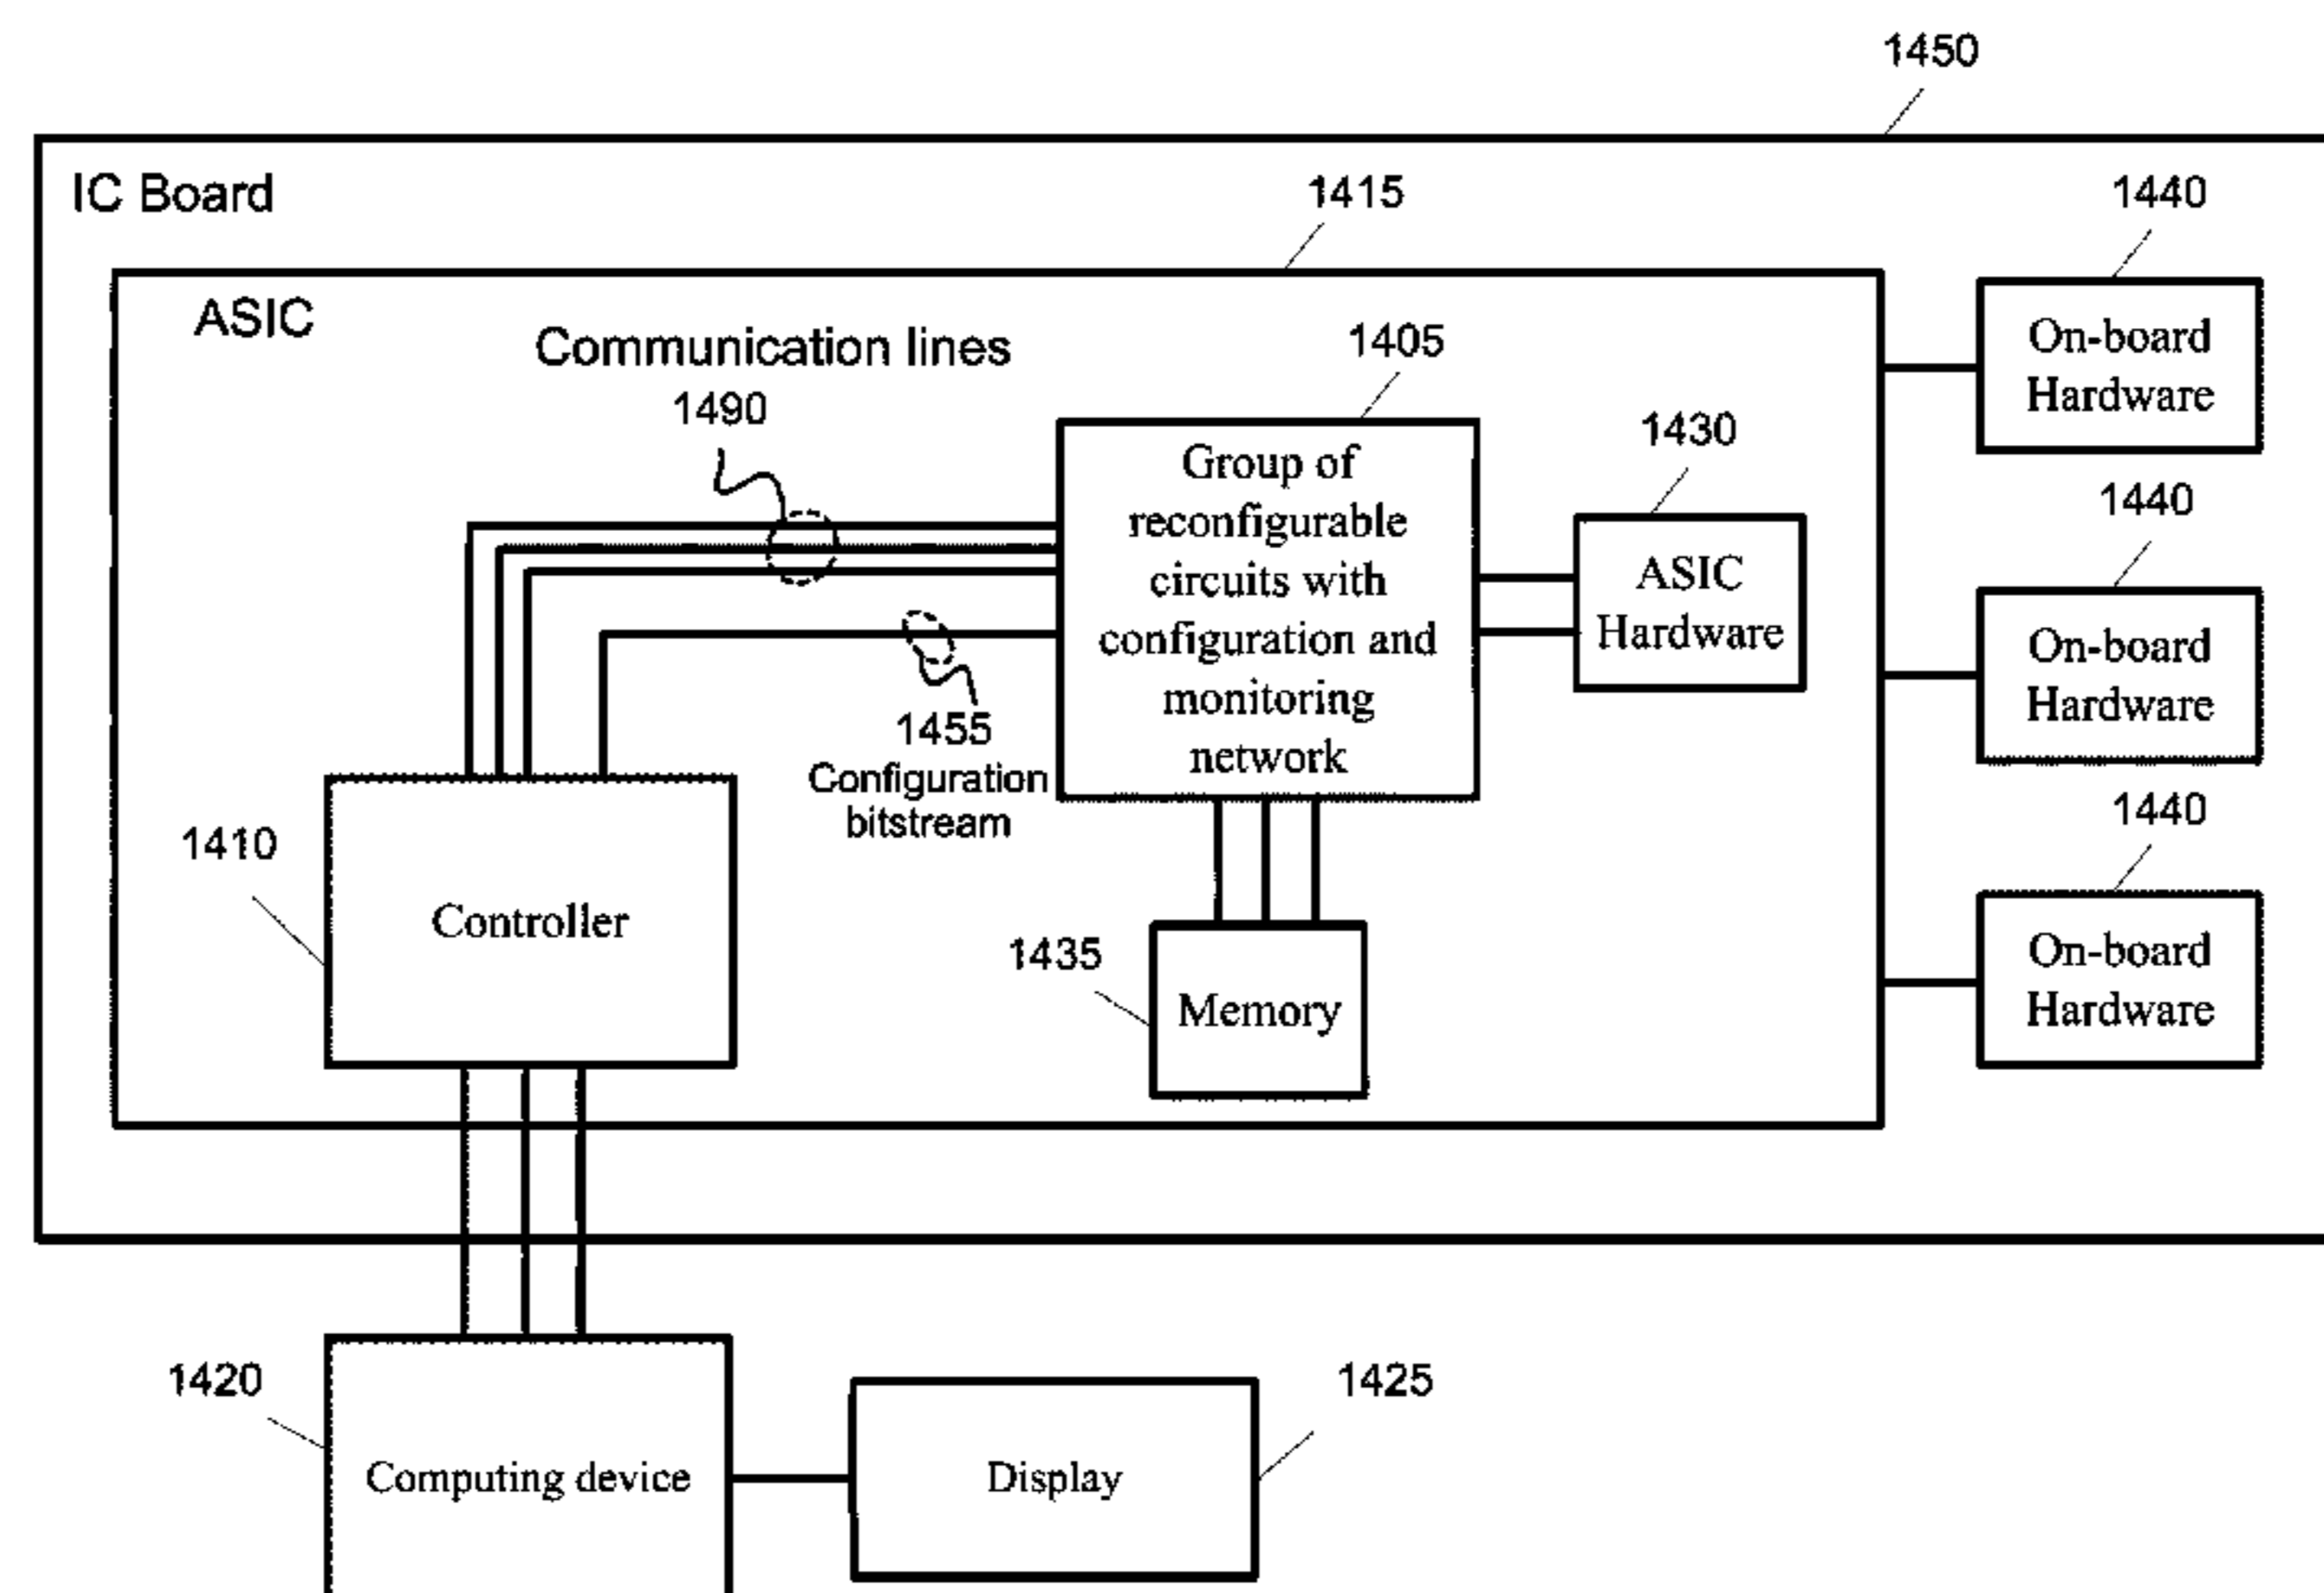 1450
IC Board
1415
1440
ASIC
Communication lines
1490
1405
On-board
Hardware
1430
Group of
reconfigurable
circuits with
configuration and
monitoring
network
ASIC
Hardware
1440
On-board
Hardware
1455
Configuration
bitstream
1410
Controller
1435
Memory
1440
On-board
Hardware
1420
Computing device
Display
1425